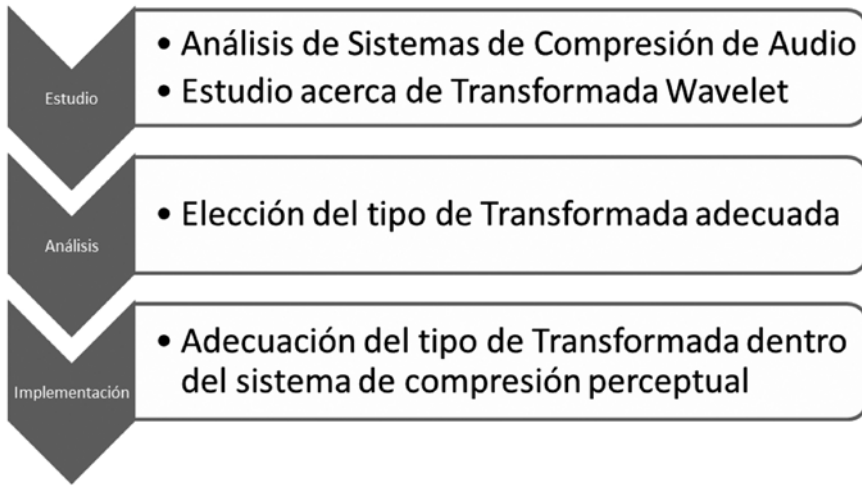 Estudio
• Análisis de Sistemas de Compresión de Audio
• Estudio acerca de Transformada Wavelet
Análisis
• Elección del tipo de Transformada adecuada
Implementación
• Adecuación del tipo de Transformada dentro
del sistema de compresión perceptual